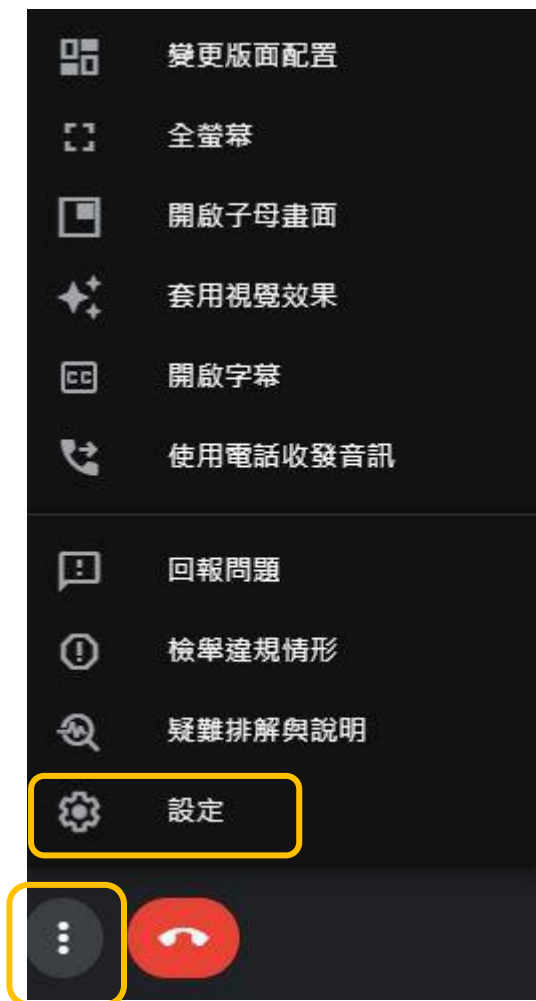 變更版面配置
全螢幕
開啟子母畫面
套用視覺效果
CC 開啟字幕
使用電話收發音訊
回報問題
檢舉違規情形
疑難排解與說明
設定